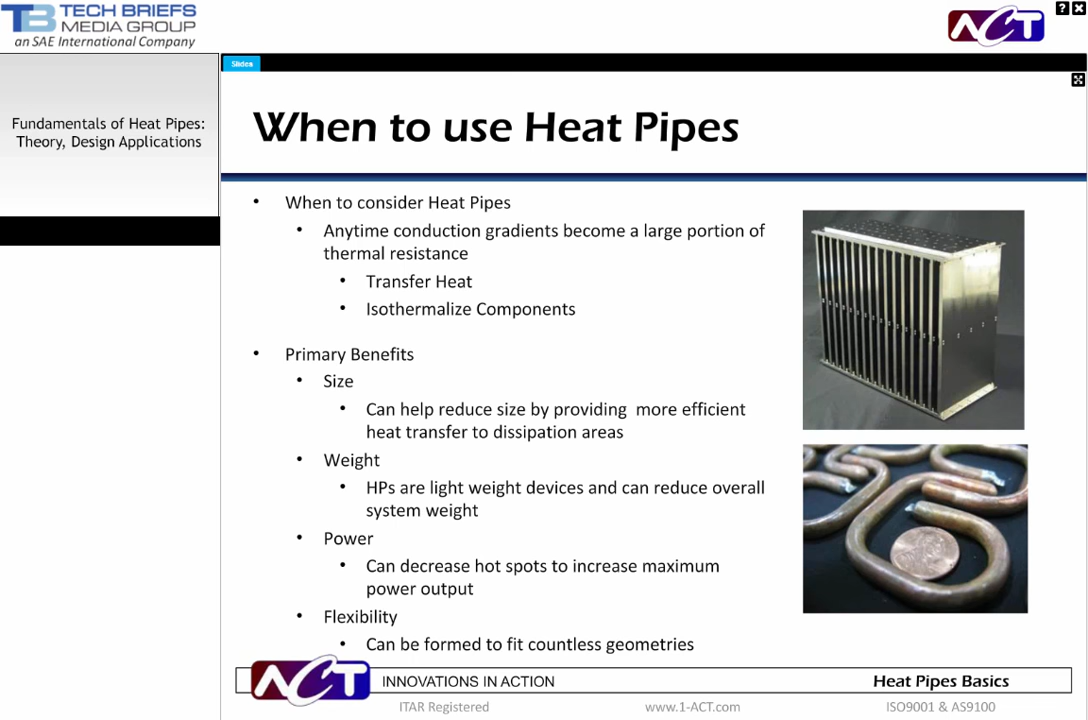 TECH BRIEFS
MEDIA GROUP
an SAE International Company
ACT
?
Slides
Fundamentals of Heat Pipes:
Theory, Design Applications
When to use Heat Pipes
• When to consider Heat Pipes
• Anytime conduction gradients become a large portion of
thermal resistance
• Transfer Heat
• Isothermalize Components
• Primary Benefits
• Size
• Can help reduce size by providing more efficient
heat transfer to dissipation areas
• Weight
• HPs are light weight devices and can reduce overall
system weight
• Power
• Can decrease hot spots to increase maximum
power output
• Flexibility
• Can be formed to fit countless geometries
ACT
INNOVATIONS IN ACTION
Heat Pipes Basics
ITAR Registered
www.1-ACT.com
ISO9001 & AS9100